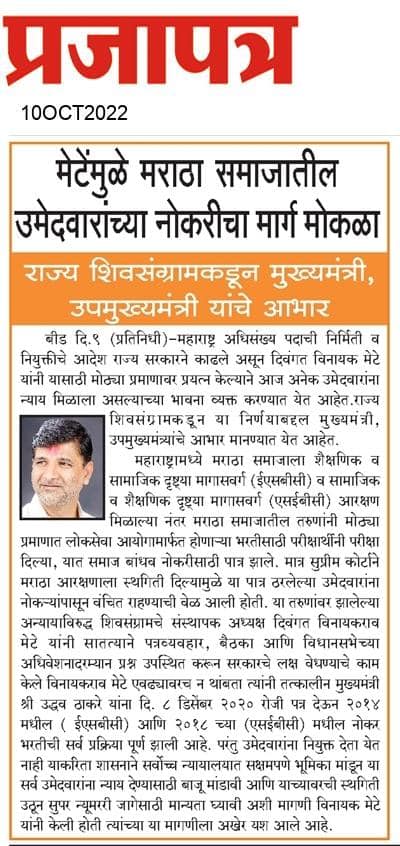 प्रजापत्र
10OCT2022
मेटेंमुळे मराठा समाजातील
उमेदवारांच्या नोकरीचा मार्ग मोकळा
राज्य शिवसंग्रामकडून मुख्यमंत्री,
उपमुख्यमंत्री यांचे आभार
बीड दि.९ (प्रतिनिधी)-महाराष्ट्र अधिसंख्य पदाची निर्मिती व
नियुक्तीचे आदेश राज्य सरकारने काढले असून दिवंगत विनायक मेटे
यांनी यासाठी मोठ्या प्रमाणावर प्रयत्न केल्याने आज अनेक उमेदवारांना
न्याय मिळाला असल्याच्या भावना व्यक्त करण्यात येत आहेत.राज्य
शिवसंग्रामकडून या निर्णयाबद्दल मुख्यमंत्री,
उपमुख्यमंत्र्यांचे आभार मानण्यात येत आहेत.
महाराष्ट्रामध्ये मराठा समाजाला शैक्षणिक व
सामाजिक दृष्ट्या मागासवर्ग (ईएसबीसी) व सामाजिक
व शैक्षणिक दृष्ट्या मागासवर्ग (एसईबीसी) आरक्षण
मिळाल्या नंतर मराठा समाजातील तरुणांनी मोठ्या
प्रमाणात लोकसेवा आयोगामार्फत होणाऱ्या भरतीसाठी परीक्षार्थींनी परीक्षा
दिल्या, यात समाज बांधव नोकरीसाठी पात्र झाले. मात्र सुप्रीम कोर्टाने
मराठा आरक्षणाला स्थगिती दिल्यामुळे या पात्र ठरलेल्या उमेदवारांना
नोकऱ्यांपासून वंचित राहण्याची वेळ आली होती. या तरुणांवर झालेल्या
अन्यायाविरुद्ध शिवसंग्रामचे संस्थापक अध्यक्ष दिवंगत विनायकराव
मेटे यांनी सातत्याने पत्रव्यवहार, बैठका आणि विधानसभेच्या
अधिवेशनादरम्यान प्रश्न उपस्थित करून सरकारचे लक्ष वेधण्याचे काम
केले विनायकराव मेटे एवढ्यावरच न थांबता त्यांनी तत्कालीन मुख्यमंत्री
श्री उद्धव ठाकरे यांना दि. ८ डिसेंबर २०२० रोजी पत्र देऊन २०१४
मधील ( ईएसबीसी) आणि २०१८ च्या (एसईबीसी) मधील नोकर
भरतीची सर्व प्रक्रिया पूर्ण झाली आहे. परंतु उमेदवारांना नियुक्त देता येत
नाही याकरिता शासनाने सर्वोच्च न्यायालयात सक्षमपणे भूमिका मांडून या
सर्व उमेदवारांना न्याय देण्यासाठी बाजू मांडावी आणि याच्यावरची स्थगिती
उठून सुपर न्यूमररी जागेसाठी मान्यता घ्यावी अशी मागणी विनायक मेटे
यांनी केली होती त्यांच्या या मागणीला अखेर यश आले आहे.